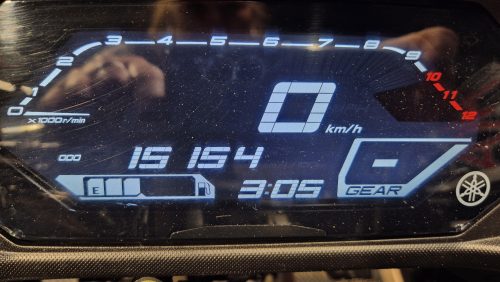 0 1 2 3 4 5 6 7 8 9 10 11 12
x1000r/min
0 km/h
ODO 15 154
E 3:05 - GEAR